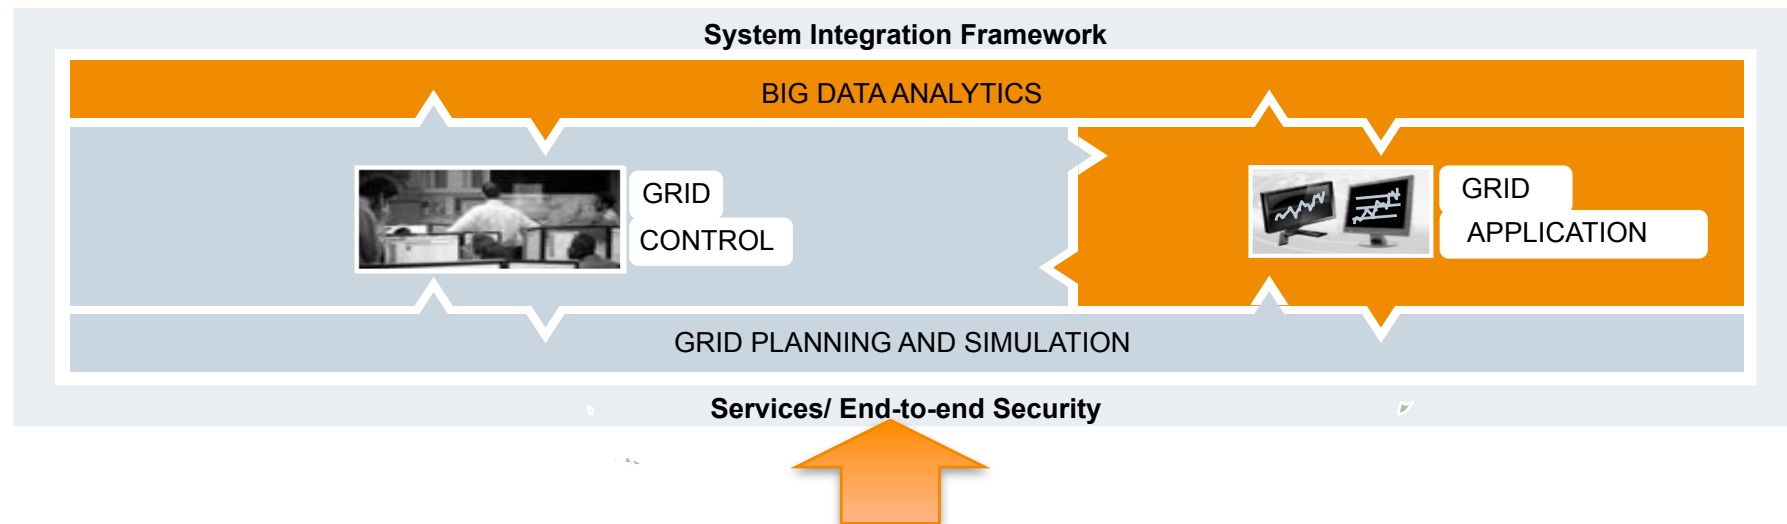 System Integration Framework
BIG DATA ANALYTICS
GRID
CONTROL
GRID
APPLICATION
GRID PLANNING AND SIMULATION
Services/ End-to-end Security